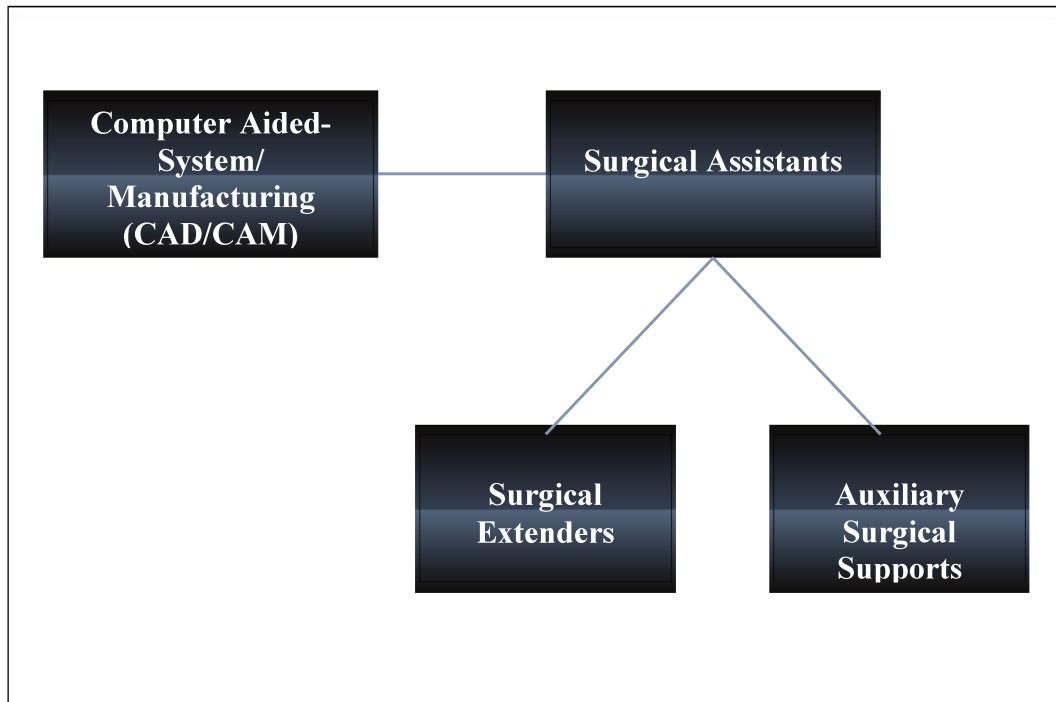 Computer Aided-
System/
Manufacturing
(CAD/CAM)
Surgical Assistants
Surgical
Extenders
Auxiliary
Surgical
Supports